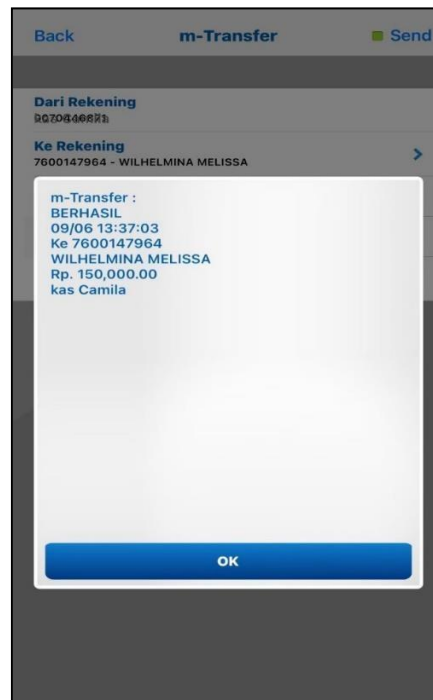 Back m-Transfer Send
Dari Rekening
Ke Rekening
7600147964 - WILHELMINA MELISSA
m-Transfer :
BERHASIL
09/06 13:37:03
Ke 7600147964
WILHELMINA MELISSA
Rp. 150,000.00
kas Camila
OK